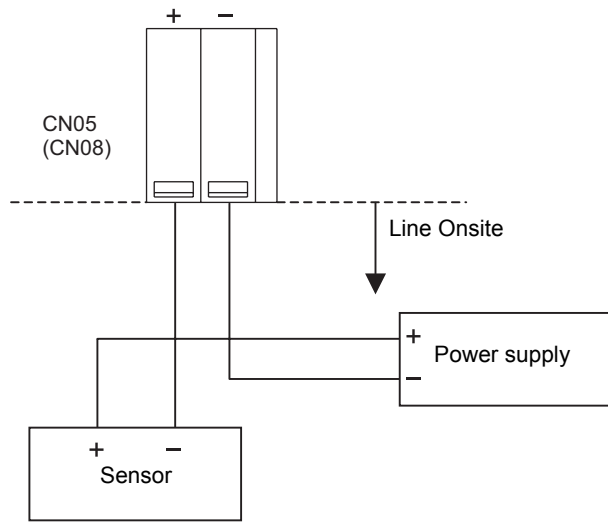 + −
CN05
(CN08)
Line Onsite
+
Power supply
−
+ −
Sensor